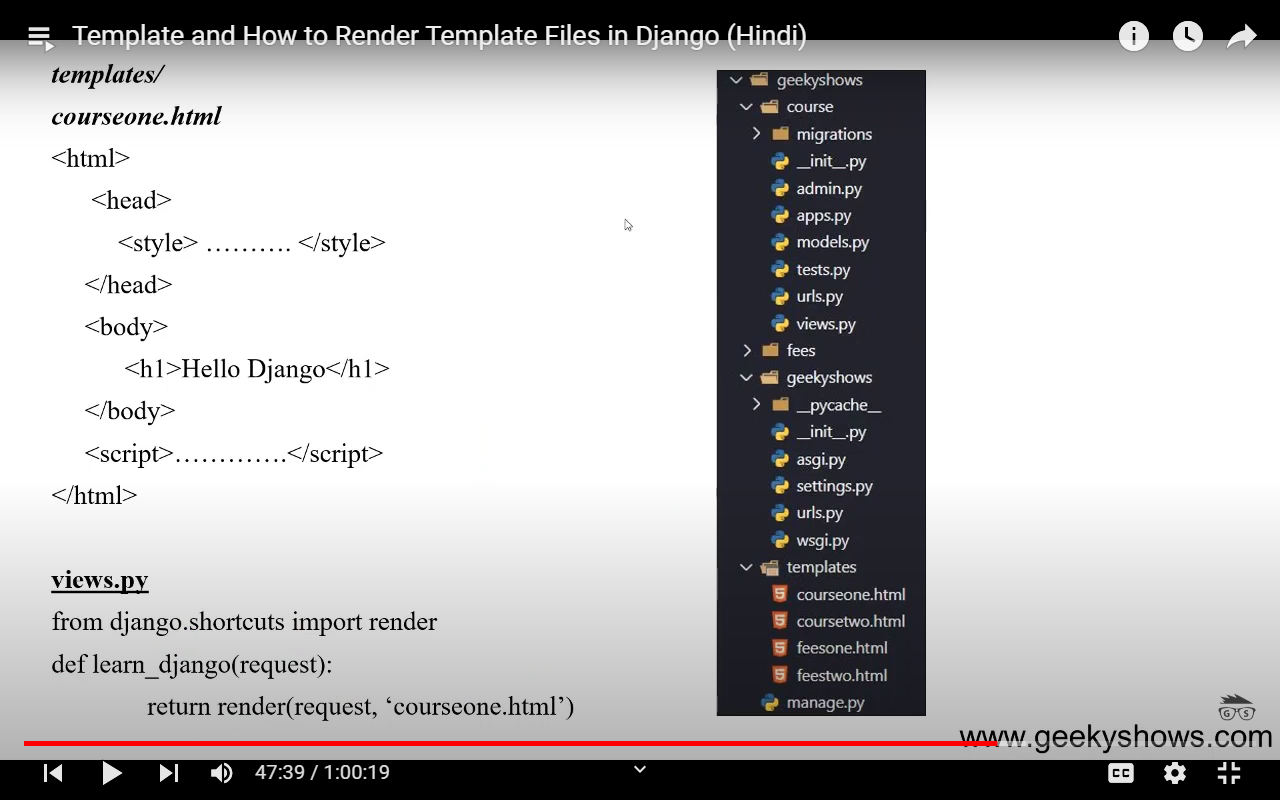 Template and How to Render Template Files in Django (Hindi)
templates/
courseone.html
<html>
<head>
<style> ………. </style>
</head>
<body>
<h1>Hello Django</h1>
</body>
<script>………….</script>
</html>
views.py
from django.shortcuts import render
def learn_django(request):
return render(request, ‘courseone.html’)
geekyshows
course
migrations
__init__.py
admin.py
apps.py
models.py
tests.py
urls.py
views.py
fees
geekyshows
__pycache__
__init__.py
asgi.py
settings.py
urls.py
wsgi.py
templates
courseone.html
coursetwo.html
feesone.html
feestwo.html
manage.py
G S
www.geekyshows.com
47:39 / 1:00:19
CC